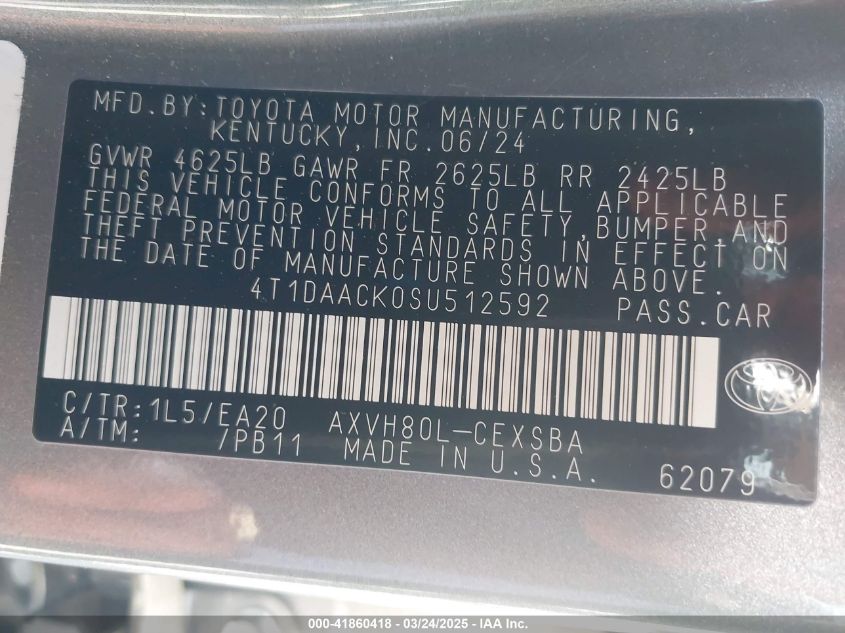 MFD.BY:TOYOTA MOTOR MANUFACTURING,
KENTUCKY,INC.06/24
GVWR 4625LB GAWR FR 2625LB RR 2425LB
THIS VEHICLE CONFORMS TO ALL APPLICABLE
FEDERAL MOTOR VEHICLE SAFETY,BUMPER,AND
THEFT PREVENTION STANDARDS IN EFFECT ON
THE DATE OF MANUFACTURE SHOWN ABOVE.
4T1DAACK0SU512592 PASS.CAR
C/TR:1L5/EA20 AXVH80L-CEXSBA
A/TM: /PB11 MADE IN U.S.A.
62079
000-41860418 - 03/24/2025 - IAAI.COM